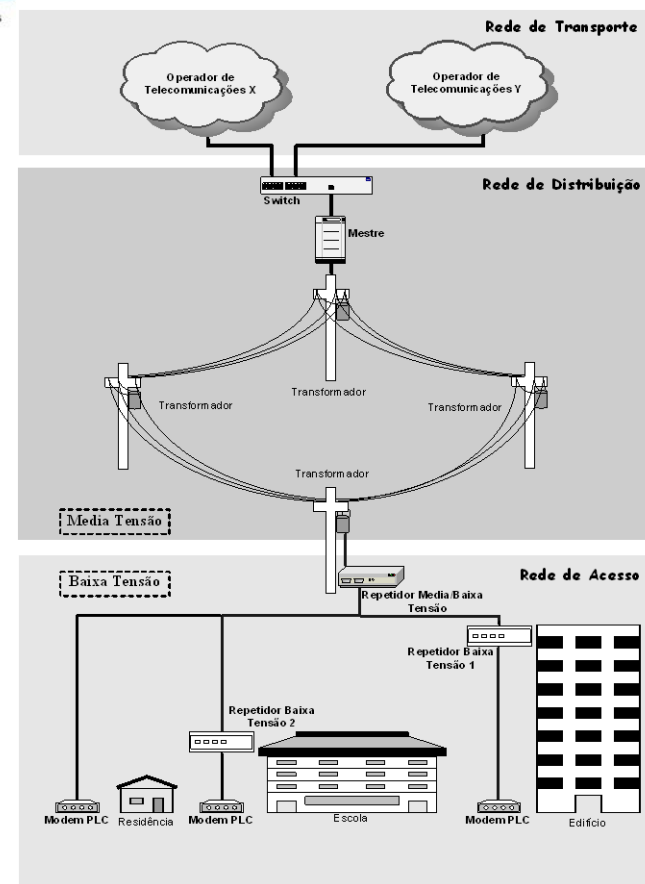 Rede de Transporte
Operador de
Telecomunicações X
Operador de
Telecomunicações Y
Rede de Distribuição
Switch
Mestre
Transformador
Transformador
Transformador
Transformador
Media Tensão
Baixa Tensão
Rede de Acesso
Repetidor Media/Baixa
Tensão
Repetidor Baixa
Tensão 1
Repetidor Baixa
Tensão 2
Modem PLC
Residência
Modem PLC
Escola
Modem PLC
Edifício